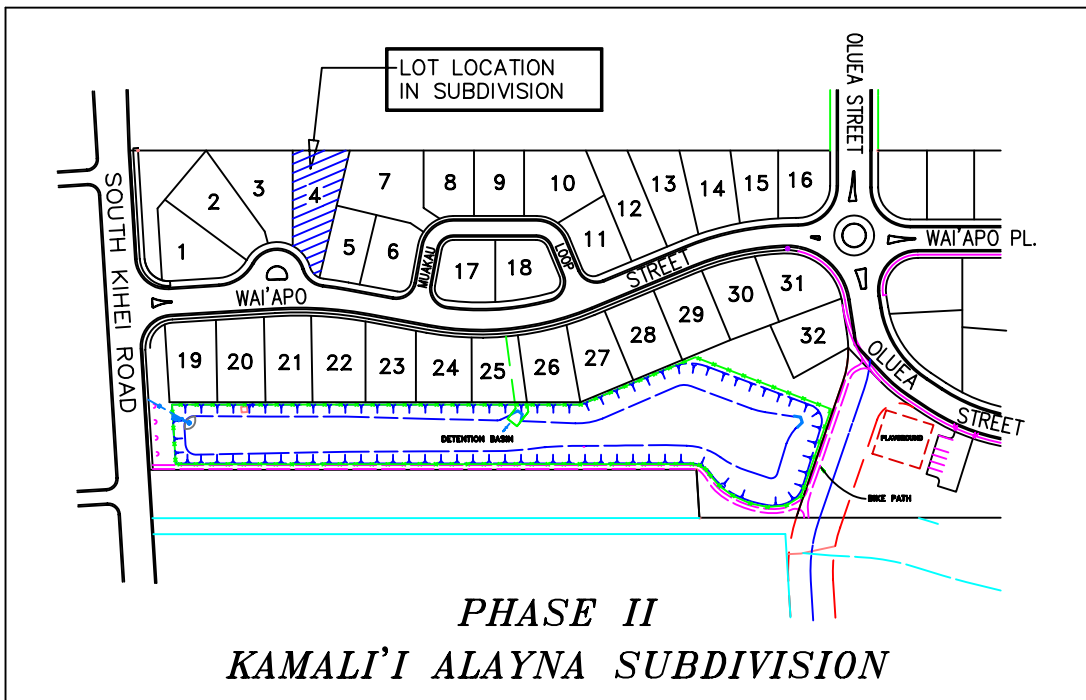 LOT LOCATION
IN SUBDIVISION
OLUEA STREET
SOUTH KIHEI ROAD
1
2
3
4
5
6
7
8
9
10
11
12
13
14
15
16
MUAKAU
LOOP
17
18
WAI'APO
STREET
WAI'APO PL.
19
20
21
22
23
24
25
26
27
28
29
30
31
32
OLUEA
STREET
DETENTION BASIN
PLAYGROUND
BIKE PATH
PHASE II
KAMALI'I ALAYNA SUBDIVISION